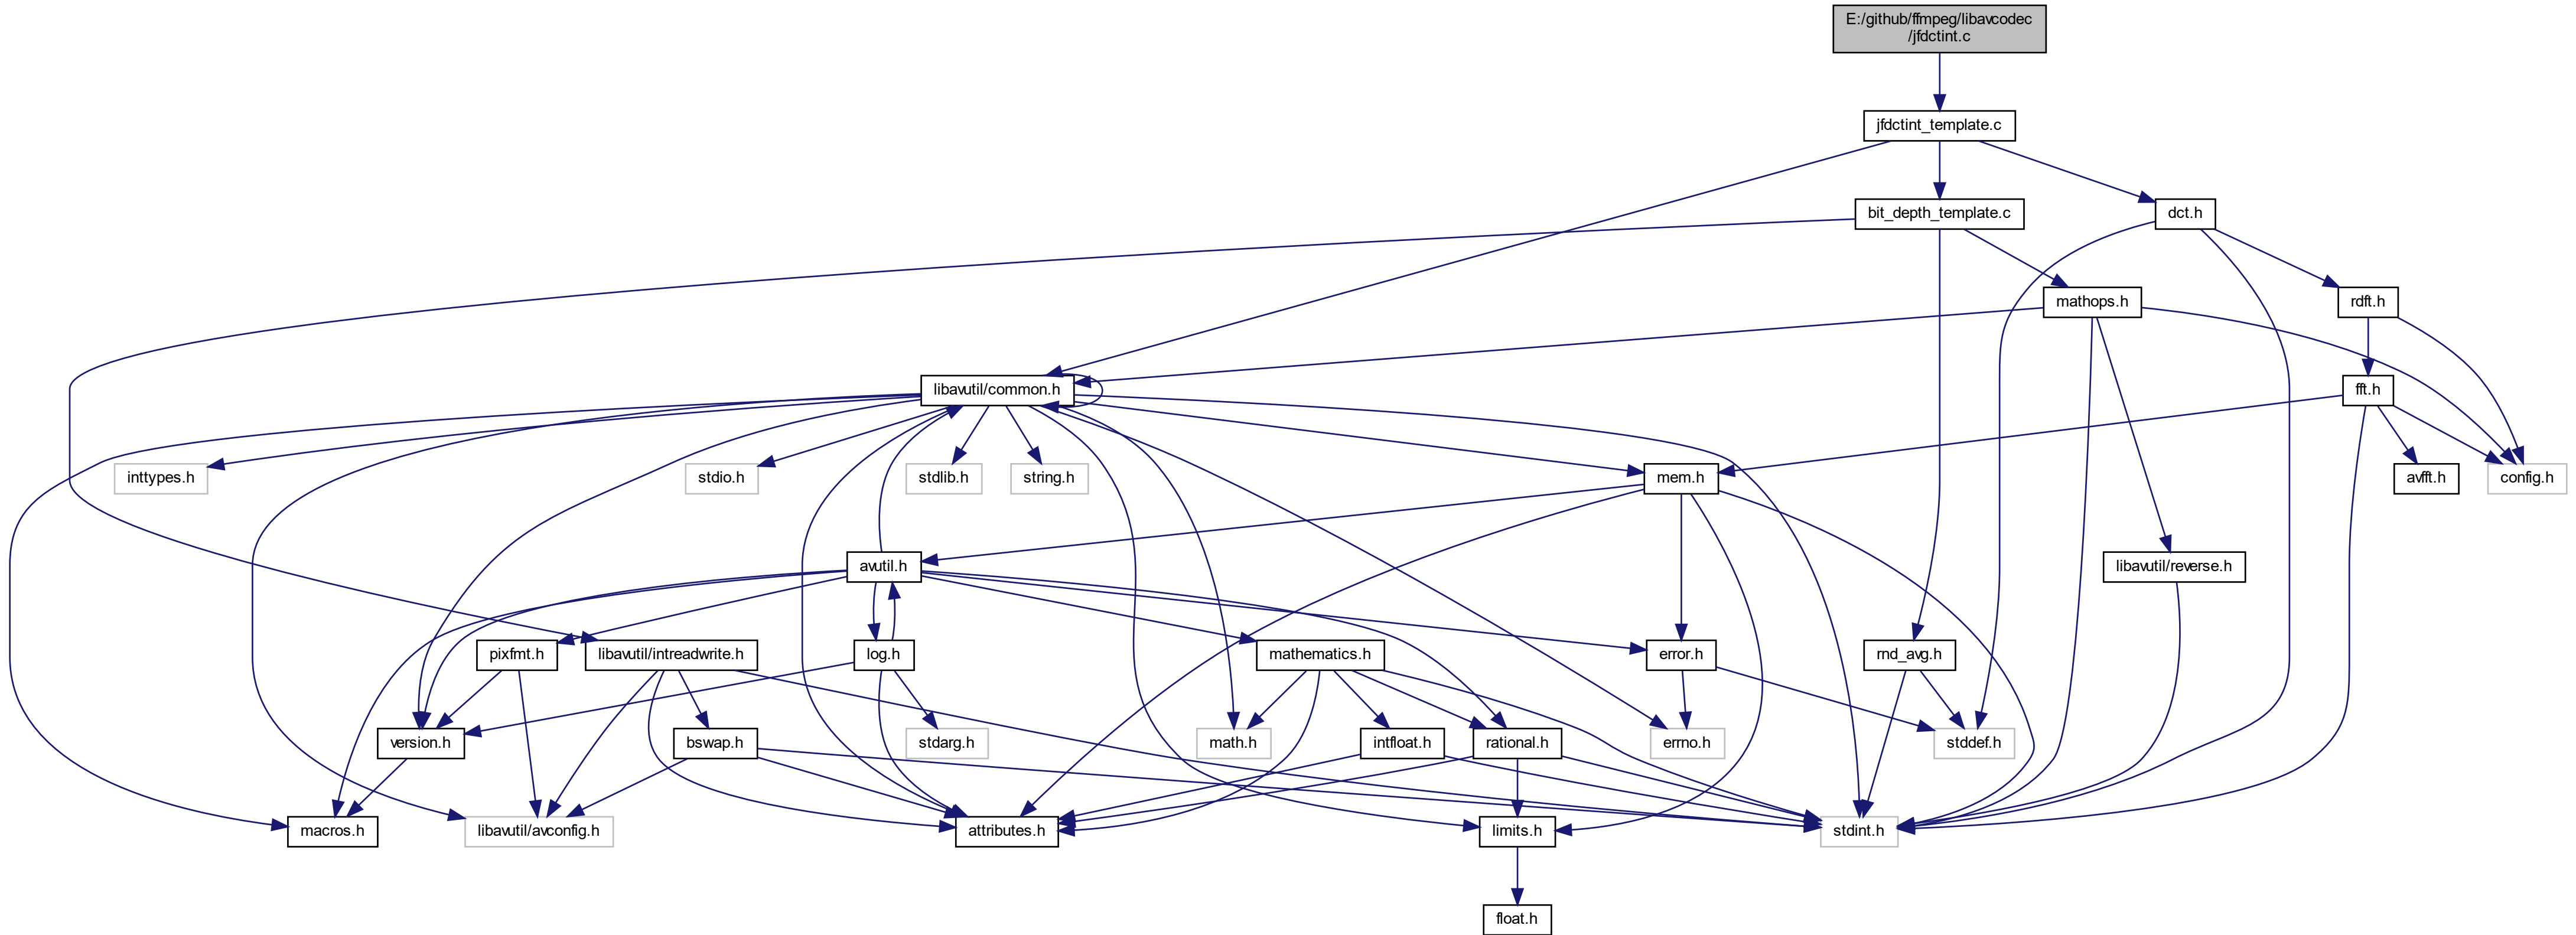 E:/github/ffmpeg/libavcodec
/jfdctint.c
jfdctint_template.c
bit_depth_template.c
dct.h
mathops.h
rdft.h
libavutil/common.h
fft.h
inttypes.h
stdio.h
stdlib.h
string.h
mem.h
avfft.h
config.h
avutil.h
libavutil/reverse.h
pixfmt.h
libavutil/intreadwrite.h
log.h
mathematics.h
error.h
rnd_avg.h
version.h
bswap.h
stdarg.h
math.h
intfloat.h
rational.h
errno.h
stddef.h
macros.h
libavutil/avconfig.h
attributes.h
limits.h
stdint.h
float.h